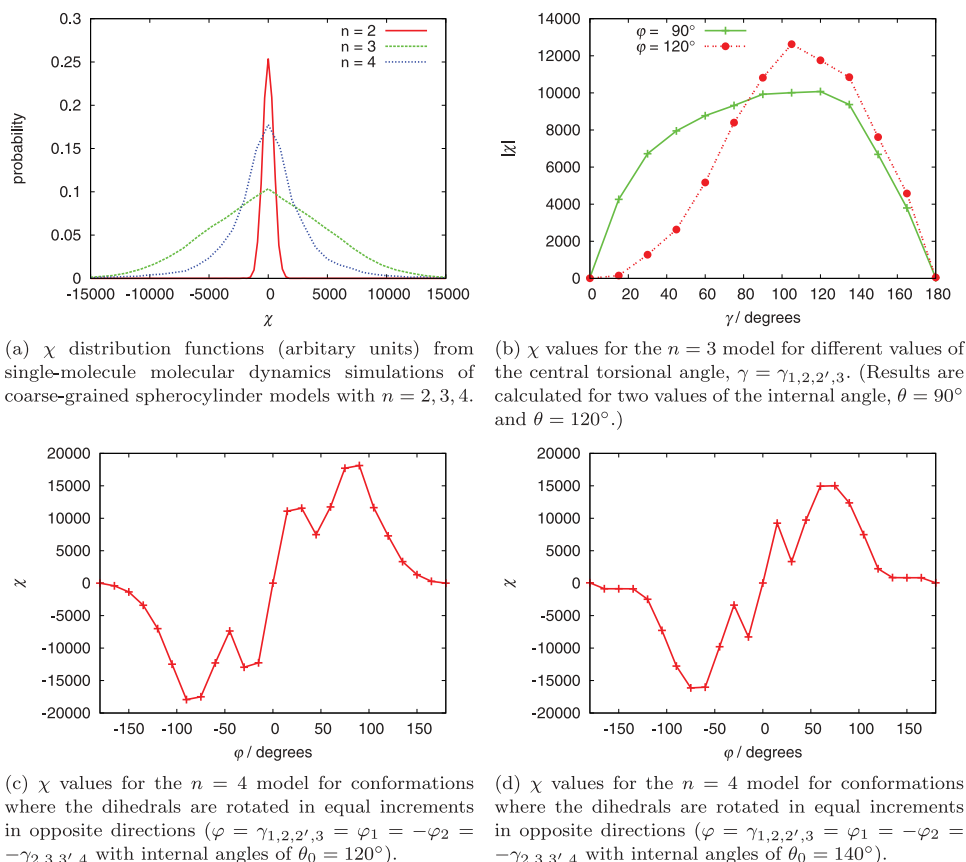 0.3
0.25
0.2
0.15
0.1
0.05
0
probability
n = 2
n = 3
n = 4
-15000 -10000 -5000 0 5000 10000 15000
χ
(a) χ distribution functions (arbitary units) from
single-molecule molecular dynamics simulations of
coarse-grained spherocylinder models with n = 2, 3, 4.
14000
12000
10000
8000
6000
4000
2000
0
|χ|
φ = 90°
φ = 120°
0 20 40 60 80 100 120 140 160 180
γ / degrees
(b) χ values for the n = 3 model for different values of
the central torsional angle, γ = γ1,2,2′,3. (Results are
calculated for two values of the internal angle, θ = 90°
and θ = 120°.)
20000
15000
10000
5000
0
-5000
-10000
-15000
-20000
χ
-150 -100 -50 0 50 100 150
φ / degrees
(c) χ values for the n = 4 model for conformations
where the dihedrals are rotated in equal increments
in opposite directions (φ = γ1,2,2′,3 = φ1 = −φ2 =
−γ2,3,3′,4 with internal angles of θ0 = 120°).
20000
15000
10000
5000
0
-5000
-10000
-15000
-20000
χ
-150 -100 -50 0 50 100 150
φ / degrees
(d) χ values for the n = 4 model for conformations
where the dihedrals are rotated in equal increments
in opposite directions (φ = γ1,2,2′,3 = φ1 = −φ2 =
−γ2,3,3′,4 with internal angles of θ0 = 140°).